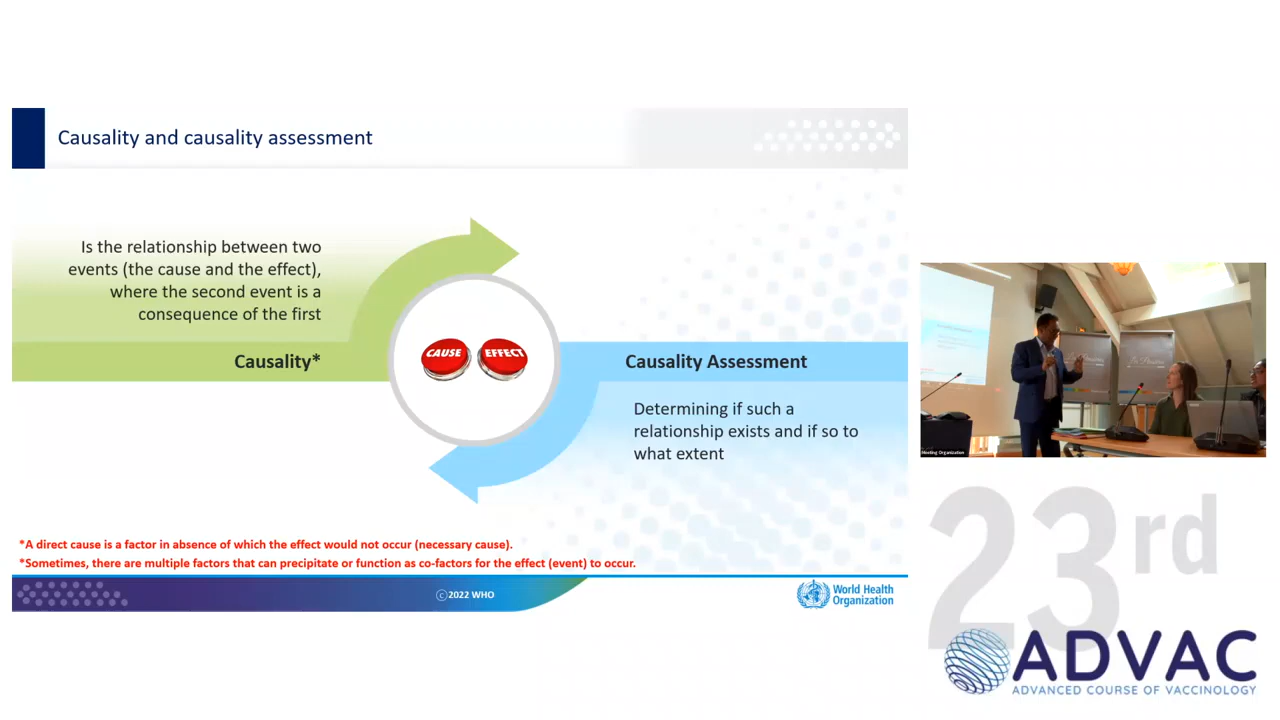 Causality and causality assessment
Is the relationship between two
events (the cause and the effect),
where the second event is a
consequence of the first
Causality*
CAUSE
EFFECT
Causality Assessment
Determining if such a
relationship exists and if so to
what extent
*A direct cause is a factor in absence of which the effect would not occur (necessary cause).
*Sometimes, there are multiple factors that can precipitate or function as co-factors for the effect (event) to occur.
©2022 WHO
World Health
Organization
Meeting Organization
23rd
ADVAC
ADVANCED COURSE OF VACCINOLOGY